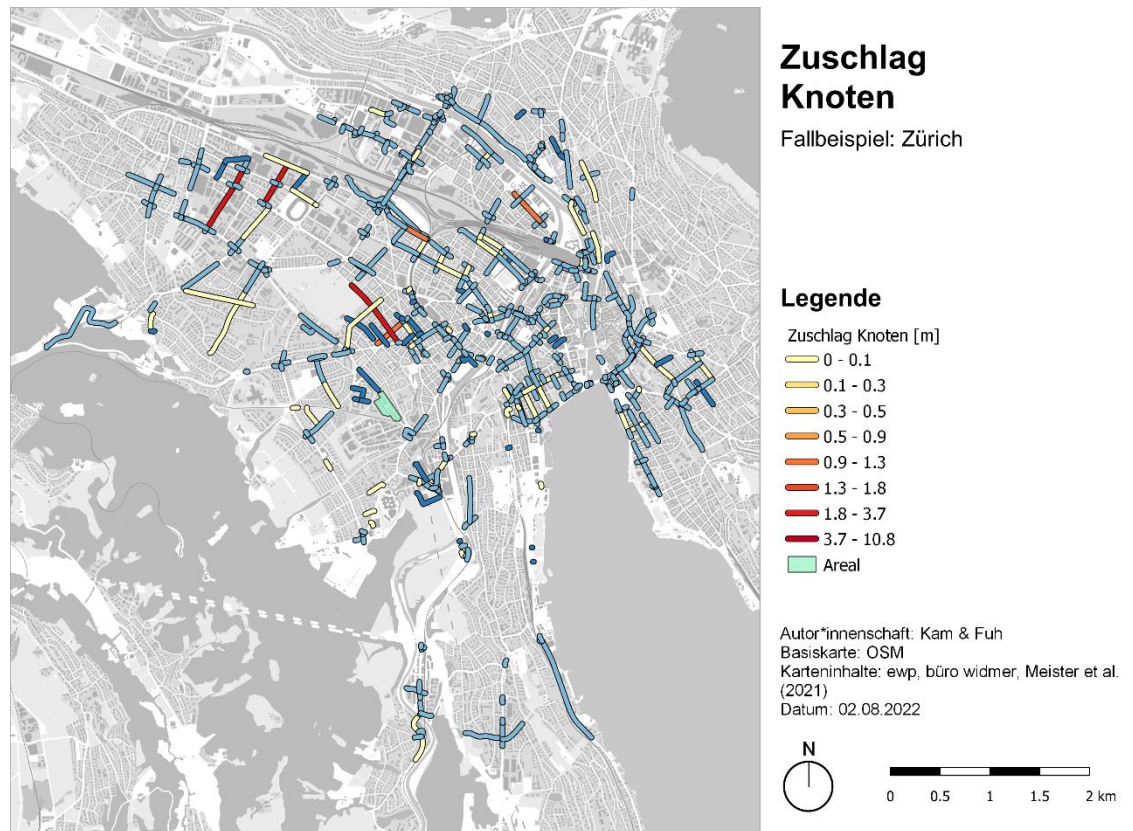 Zuschlag
Knoten
Fallbeispiel: Zürich
Legende
Zuschlag Knoten [m]
0 - 0.1
0.1 - 0.3
0.3 - 0.5
0.5 - 0.9
0.9 - 1.3
1.3 - 1.8
1.8 - 3.7
3.7 - 10.8
Areal
Autor*innenschaft: Kam & Fuh
Basiskarte: OSM
Karteninhalte: ewp, büro widmer, Meister et al.
(2021)
Datum: 02.08.2022
N
0 0.5 1 1.5 2 km